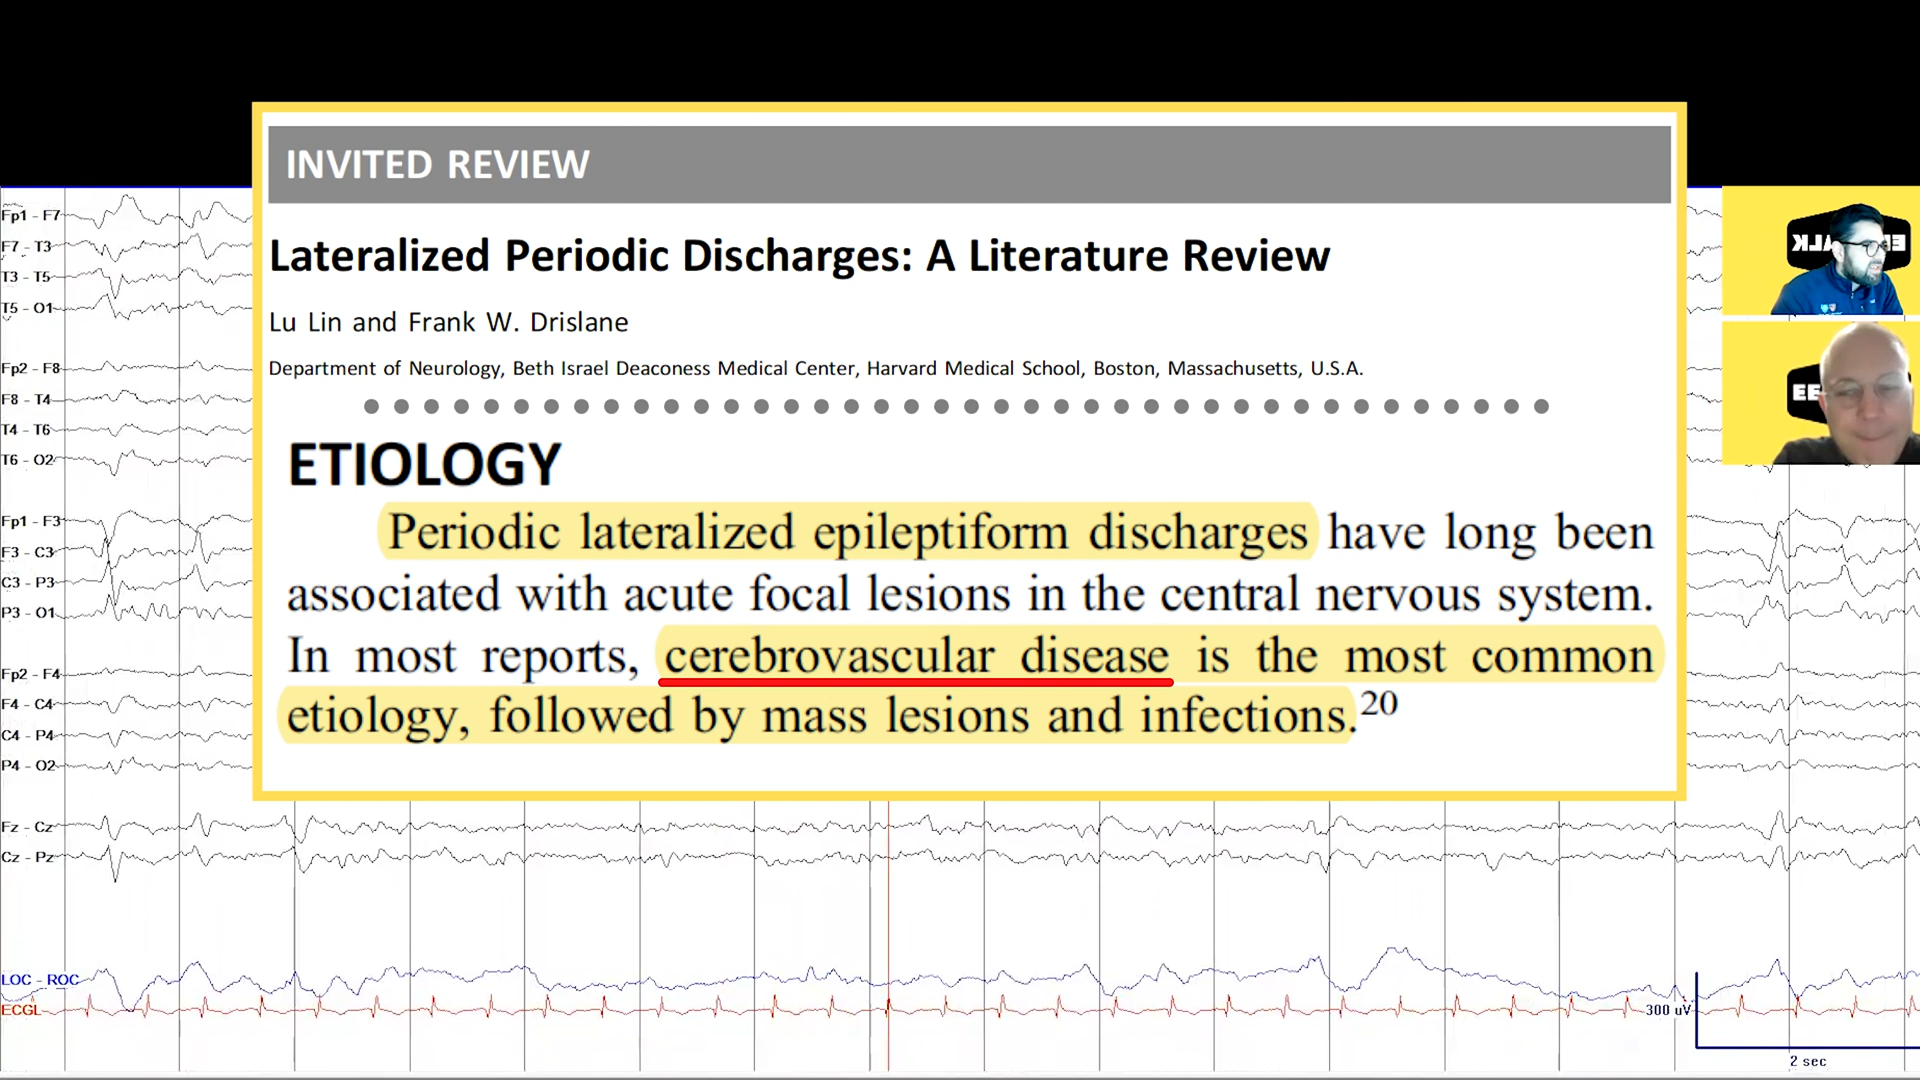 INVITED REVIEW
Lateralized Periodic Discharges: A Literature Review
Lu Lin and Frank W. Drislane
Department of Neurology, Beth Israel Deaconess Medical Center, Harvard Medical School, Boston, Massachusetts, U.S.A.
ETIOLOGY
Periodic lateralized epileptiform discharges have long been
associated with acute focal lesions in the central nervous system.
In most reports, cerebrovascular disease is the most common
etiology, followed by mass lesions and infections.20
Fp1 - F7
F7 - T3
T3 - T5
T5 - O1
Fp2 - F8
F8 - T4
T4 - T6
T6 - O2
Fp1 - F3
F3 - C3
C3 - P3
P3 - O1
Fp2 - F4
F4 - C4
C4 - P4
P4 - O2
Fz - Cz
Cz - Pz
LOC - ROC
ECGL
300 uV
2 sec